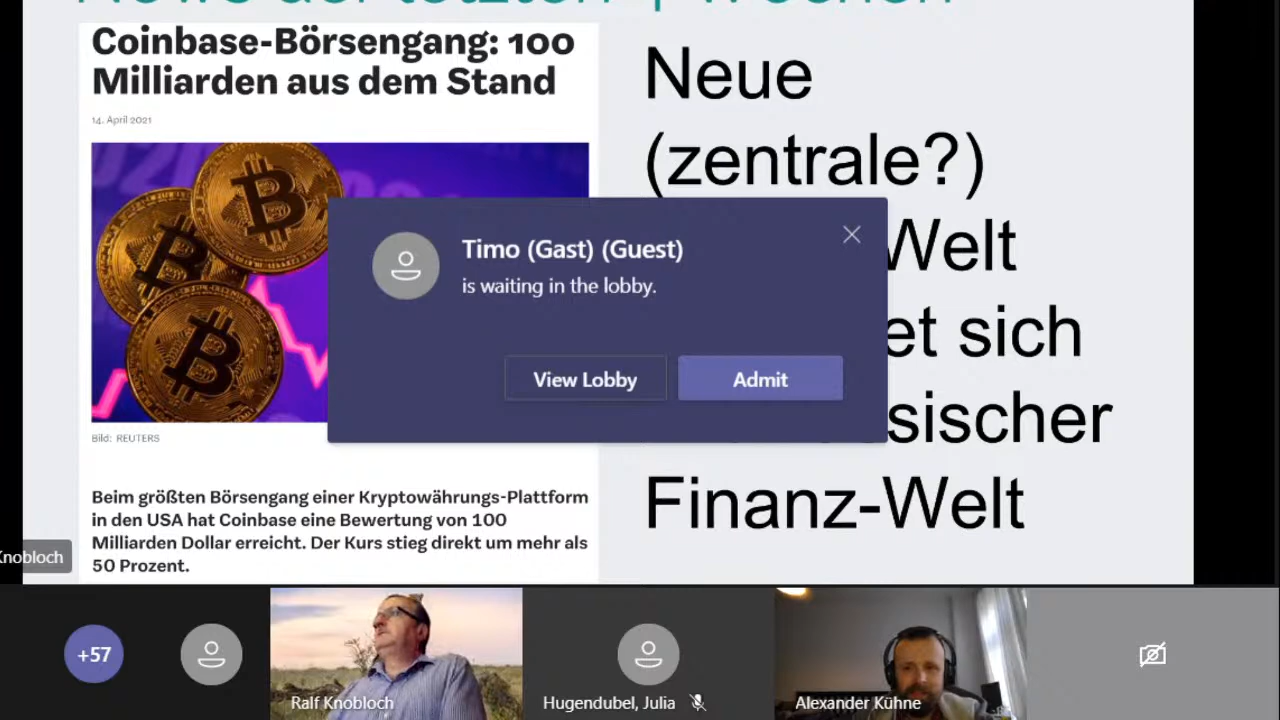 Coinbase-Börsengang: 100
Milliarden aus dem Stand
14. April 2021
Bild: REUTERS
Beim größten Börsengang einer Kryptowährungs-Plattform
in den USA hat Coinbase eine Bewertung von 100
Milliarden Dollar erreicht. Der Kurs stieg direkt um mehr als
50 Prozent.
Neue
(zentrale?)
Welt
et sich
sischer
Finanz-Welt
Timo (Gast) (Guest)
is waiting in the lobby.
View Lobby
Admit
Knobloch
+57
Ralf Knobloch
Hugendubel, Julia
Alexander Kühne